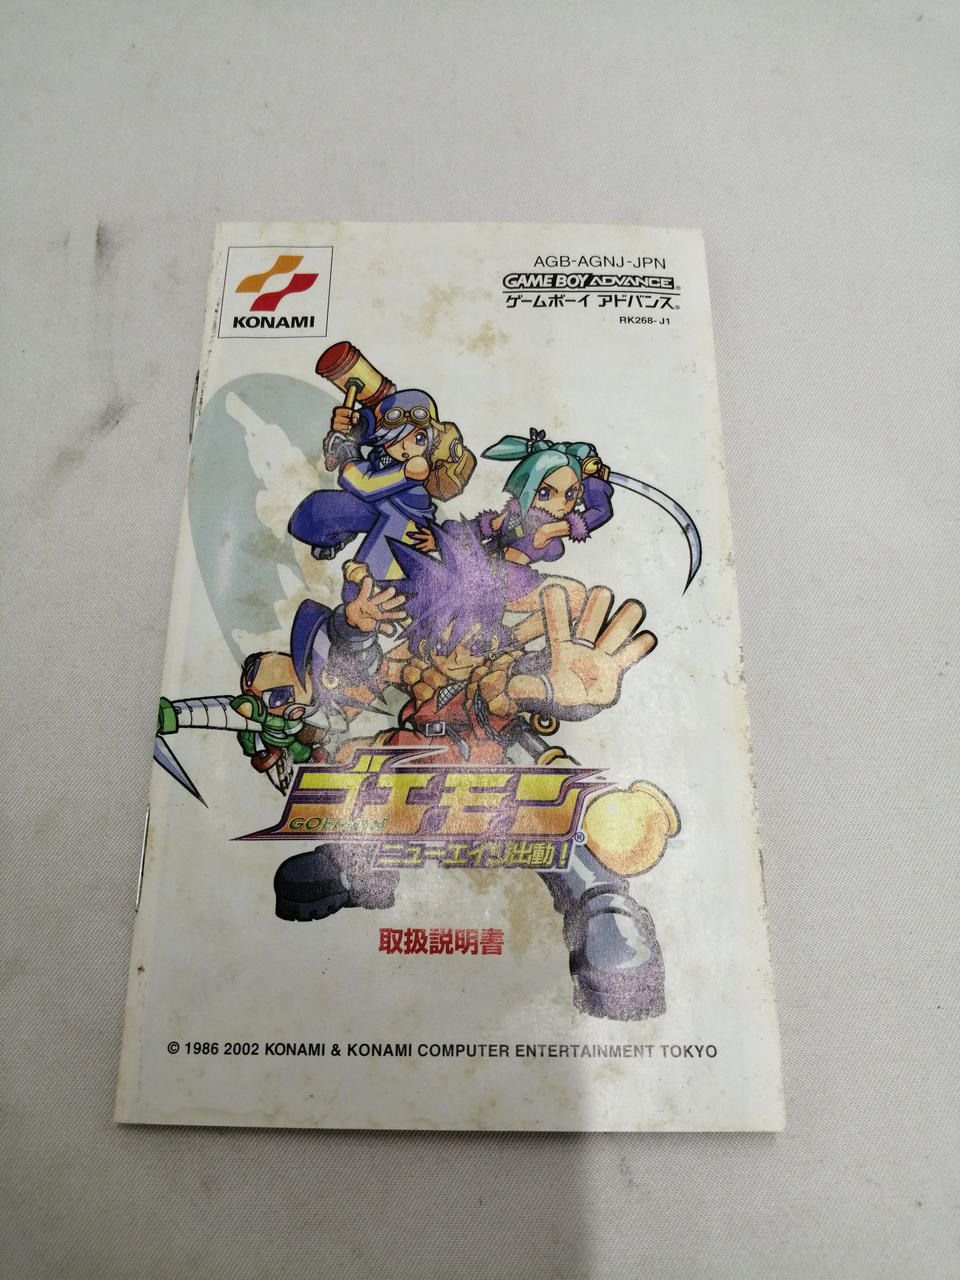 KONAMI
AGB-AGNJ-JPN
GAME BOY ADVANCE®
ゲームボーイ アドバンス®
RK268-J1
ゴエモン®
GOEMON
ニューエイジ出動!
取扱説明書
© 1986 2002 KONAMI & KONAMI COMPUTER ENTERTAINMENT TOKYO